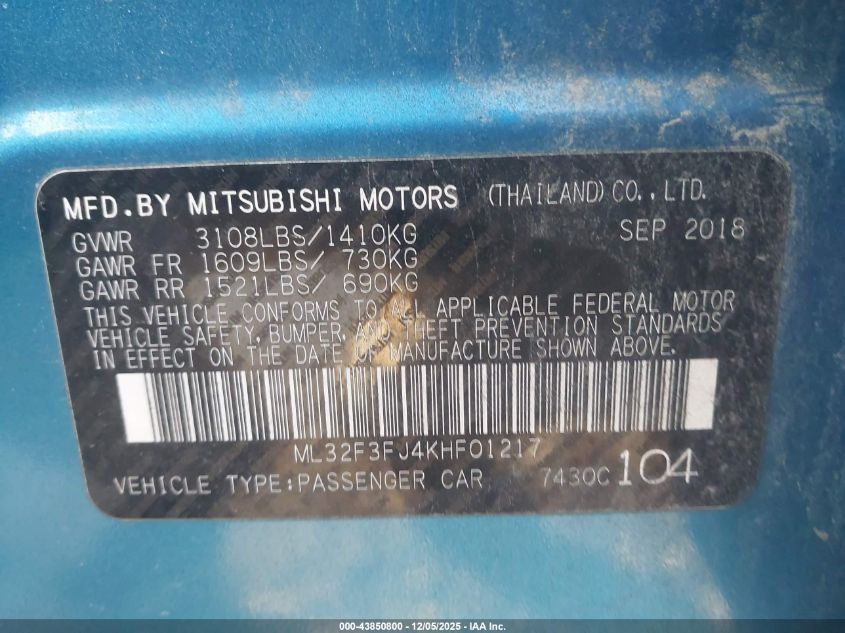 MFD.BY MITSUBISHI MOTORS (THAILAND) CO., LTD.
GVWR 3108LBS/1410KG SEP 2018
GAWR FR 1609LBS/ 730KG
GAWR RR 1521LBS/ 690KG
THIS VEHICLE CONFORMS TO ALL APPLICABLE FEDERAL MOTOR
VEHICLE SAFETY, BUMPER, AND THEFT PREVENTION STANDARDS
IN EFFECT ON THE DATE OF MANUFACTURE SHOWN ABOVE.
ML32F3FJ4KHF01217
VEHICLE TYPE:PASSENGER CAR 7430C 104
000-43850800 - 12/05/2025 - IAA Inc.